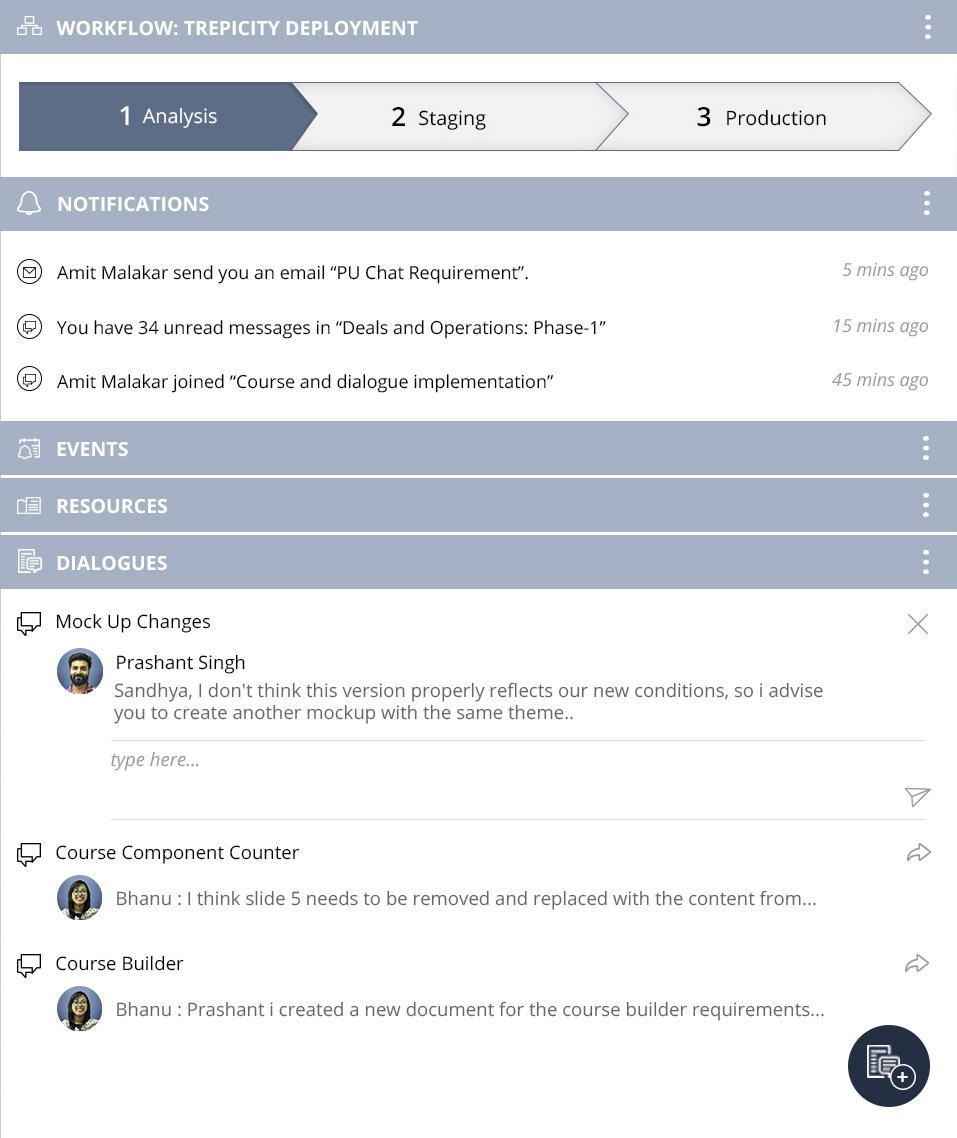 WORKFLOW: TREPICITY DEPLOYMENT
1 Analysis
2 Staging
3 Production
NOTIFICATIONS
Amit Malakar send you an email “PU Chat Requirement”.
5 mins ago
You have 34 unread messages in “Deals and Operations: Phase-1”
15 mins ago
Amit Malakar joined “Course and dialogue implementation”
45 mins ago
EVENTS
RESOURCES
DIALOGUES
Mock Up Changes
Prashant Singh
Sandhya, I don't think this version properly reflects our new conditions, so i advise
you to create another mockup with the same theme..
type here...
Course Component Counter
Bhanu : I think slide 5 needs to be removed and replaced with the content from...
Course Builder
Bhanu : Prashant i created a new document for the course builder requirements...